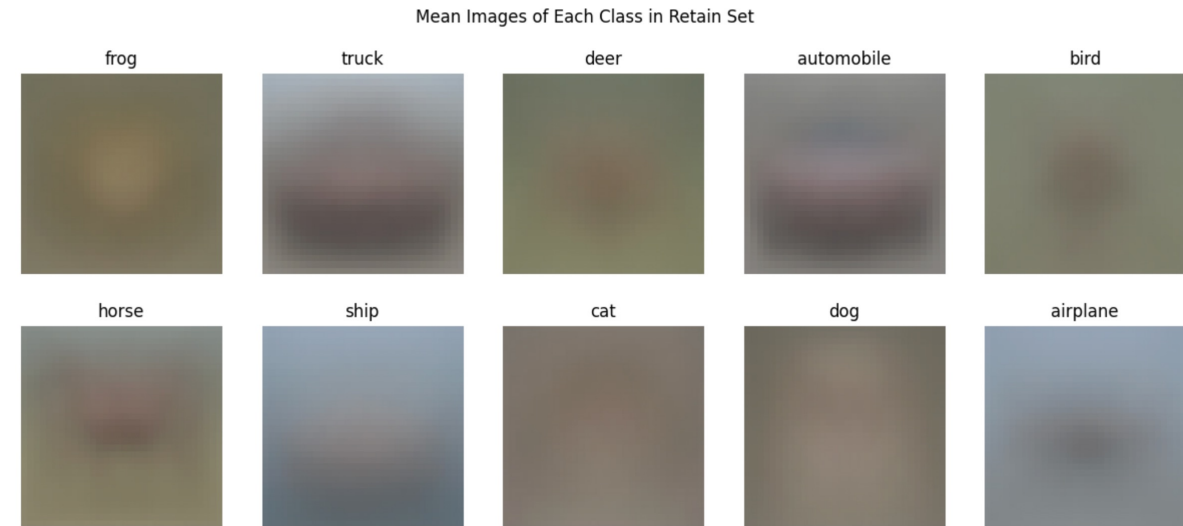 Mean Images of Each Class in Retain Set
frog truck deer automobile bird
horse ship cat dog airplane